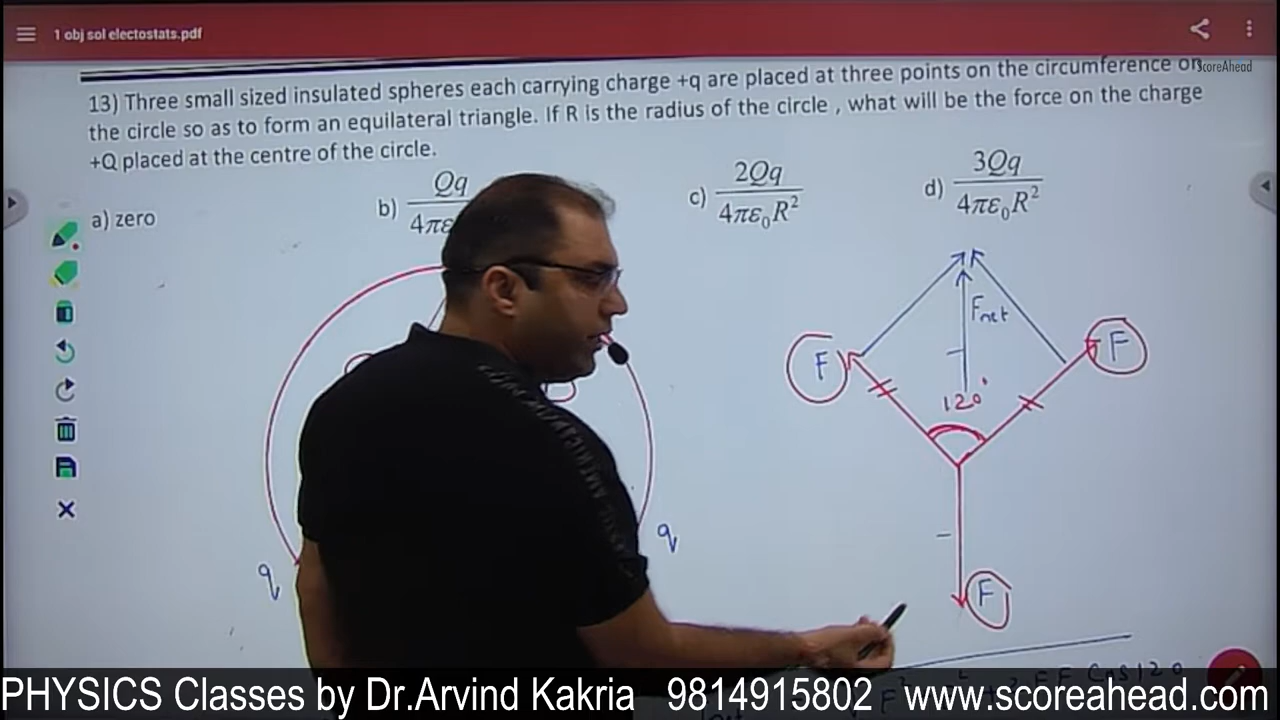 1 obj sol electostats.pdf
ScoreAhead
13) Three small sized insulated spheres each carrying charge +q are placed at three points on the circumference on
the circle so as to form an equilateral triangle. If R is the radius of the circle , what will be the force on the charge
+Q placed at the centre of the circle.
a) zero
b) Qq
4πε
c) 2Qq
4πε₀R²
d) 3Qq
4πε₀R²
Fnet
F
F
120°
q
q
F
Cos120
PHYSICS Classes by Dr.Arvind Kakria 9814915802 www.scoreahead.com